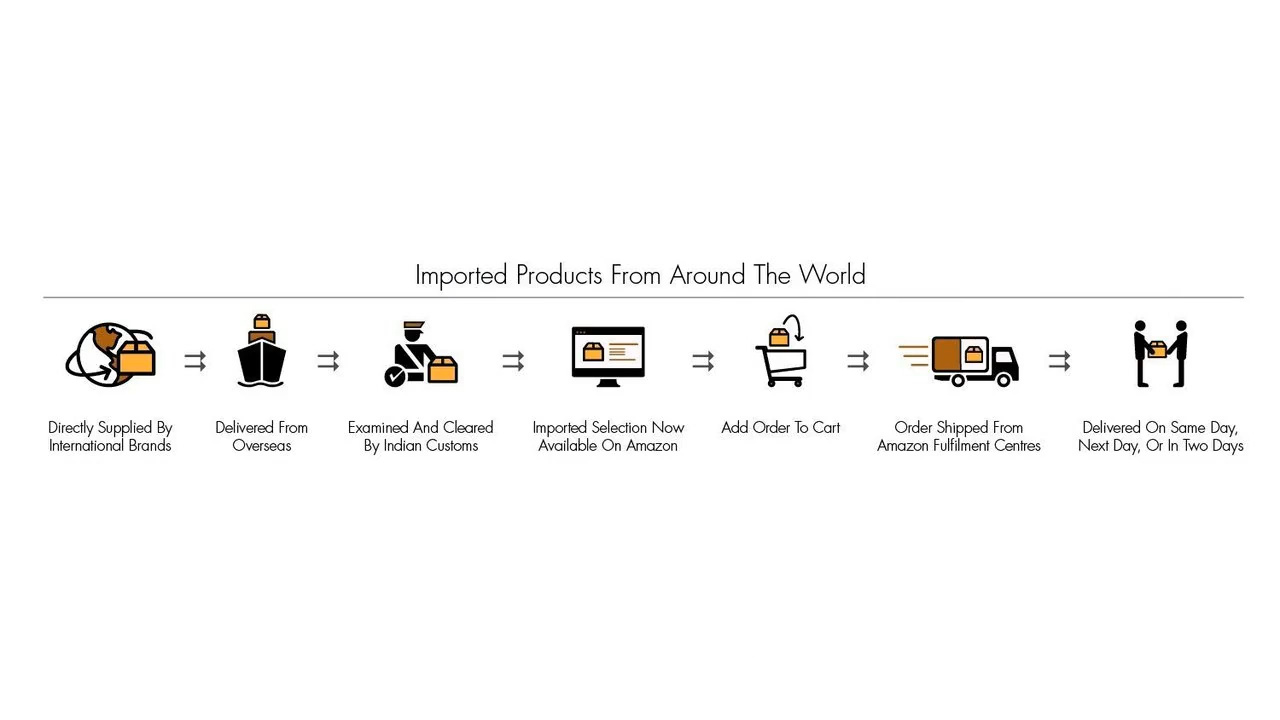 Imported Products From Around The World
Directly Supplied By
International Brands
Delivered From
Overseas
Examined And Cleared
By Indian Customs
Imported Selection Now
Available On Amazon
Add Order To Cart
Order Shipped From
Amazon Fulfilment Centres
Delivered On Same Day,
Next Day, Or In Two Days